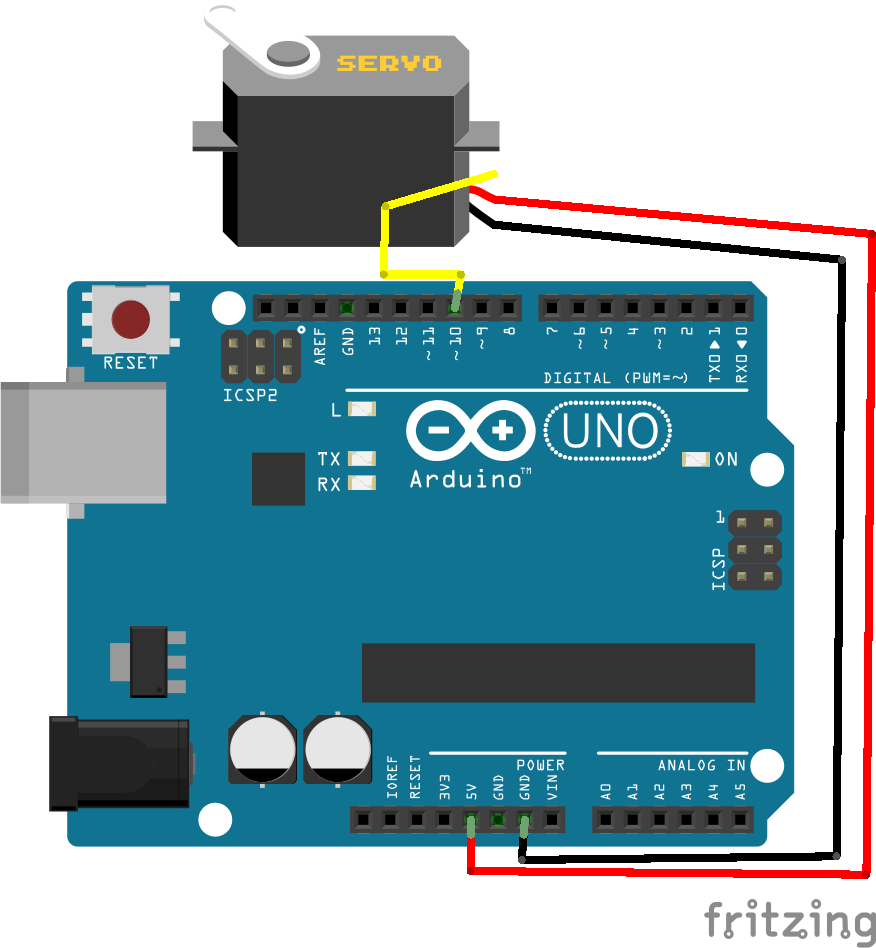 SERVO
RESET
ICSP2
AREF
GND
13
12
~11
~10
~9
8
7
~6
~5
4
~3
2
TX0▶1
RX0◀0
DIGITAL (PWM=~)
L
TX
RX
UNO
Arduino™
ON
1
ICSP
IOREF
RESET
3V3
5V
GND
GND
VIN
POWER
ANALOG IN
A0
A1
A2
A3
A4
A5
fritzing